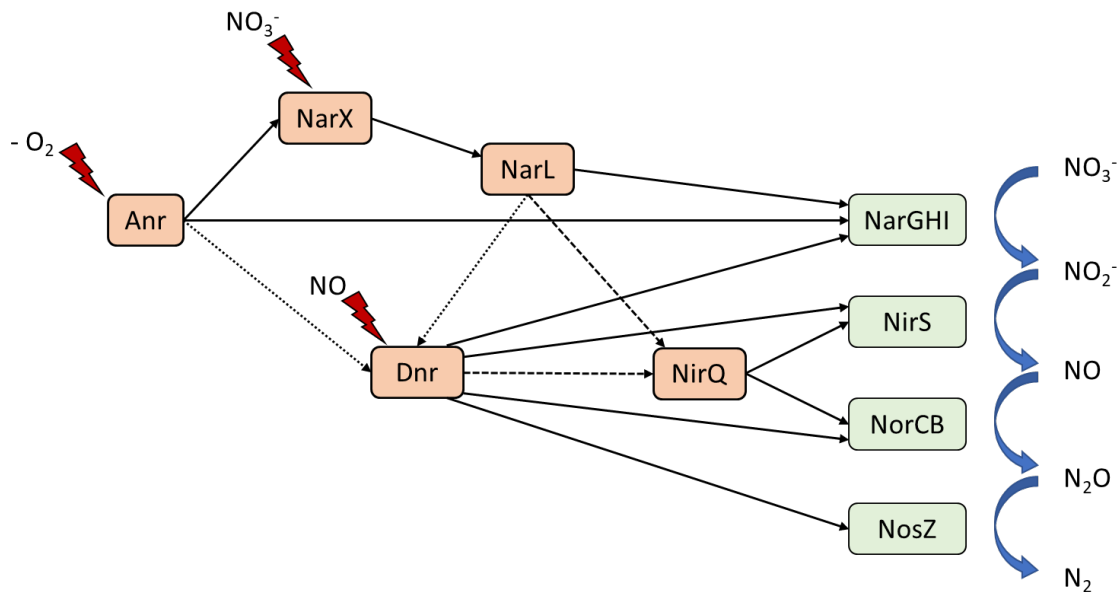 NO₃⁻
NarX
- O₂
NarL
NO₃⁻
Anr
NarGHI
NO₂⁻
NO
NirS
Dnr
NirQ
NO
NorCB
N₂O
NosZ
N₂